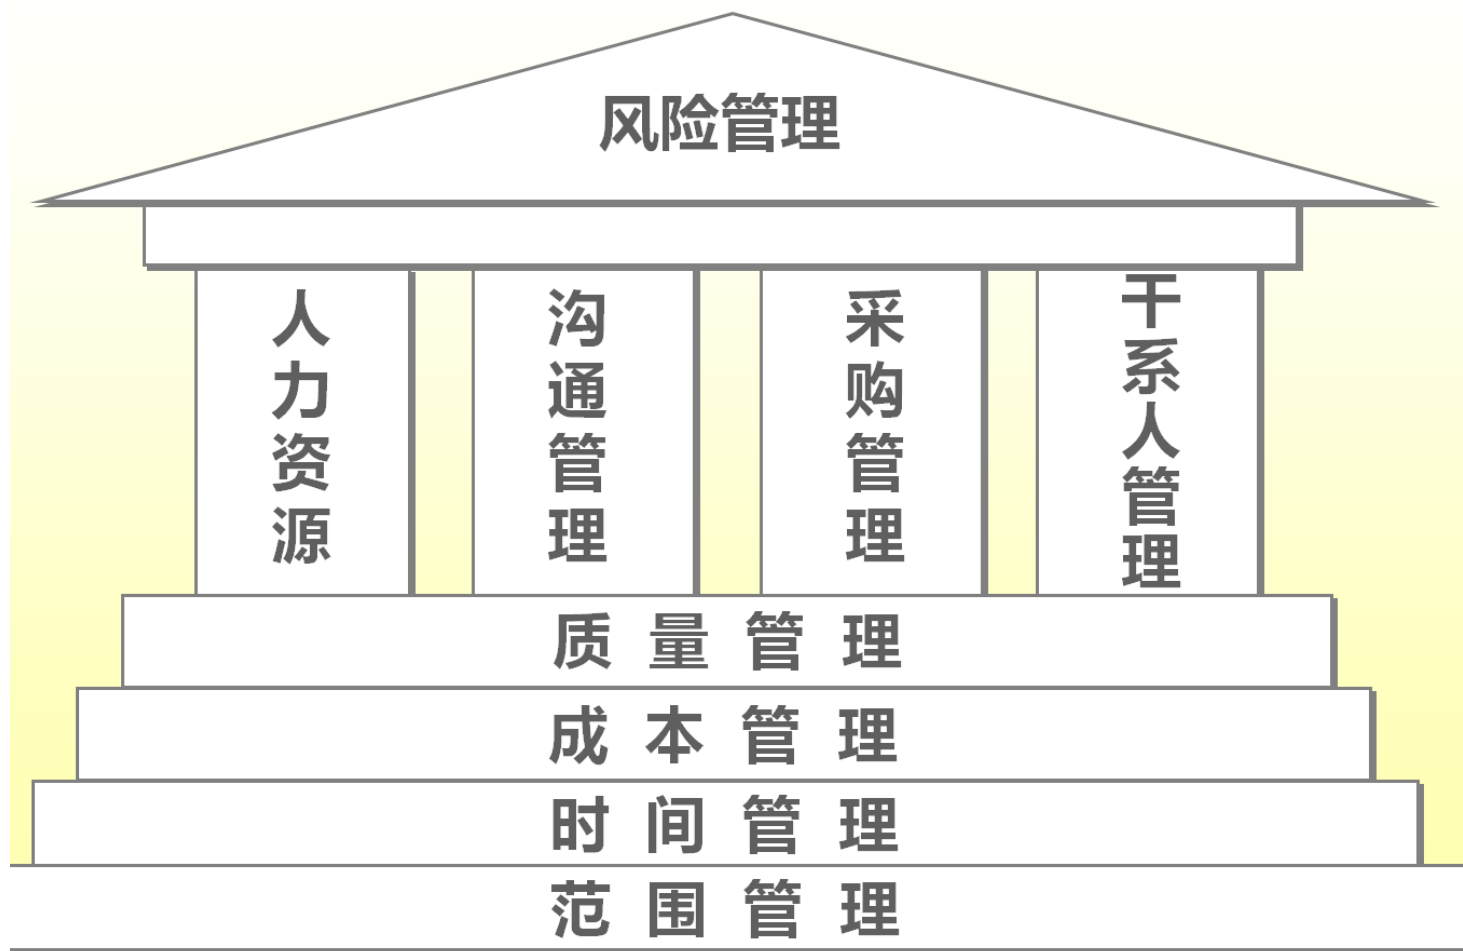 风险管理
人力资源
沟通管理
采购管理
干系人管理
质量管理
成本管理
时间管理
范围管理